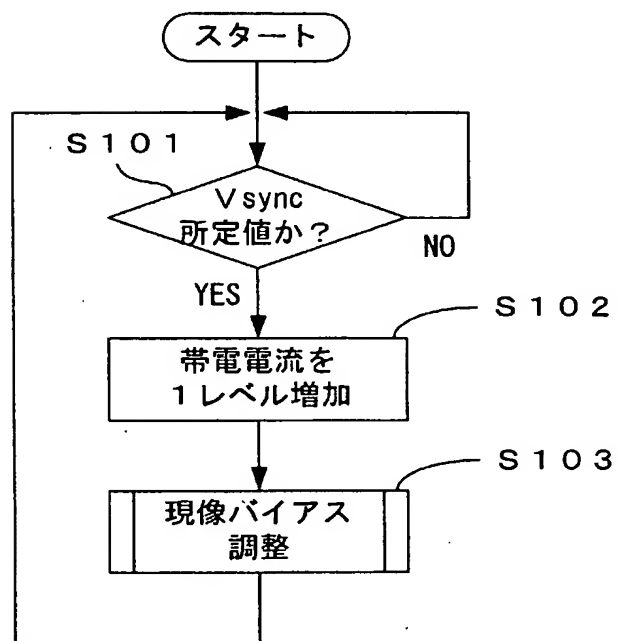 スタート
S101
Vsync
所定値か？
NO
YES
S102
帯電電流を
1レベル増加
S103
現像バイアス
調整